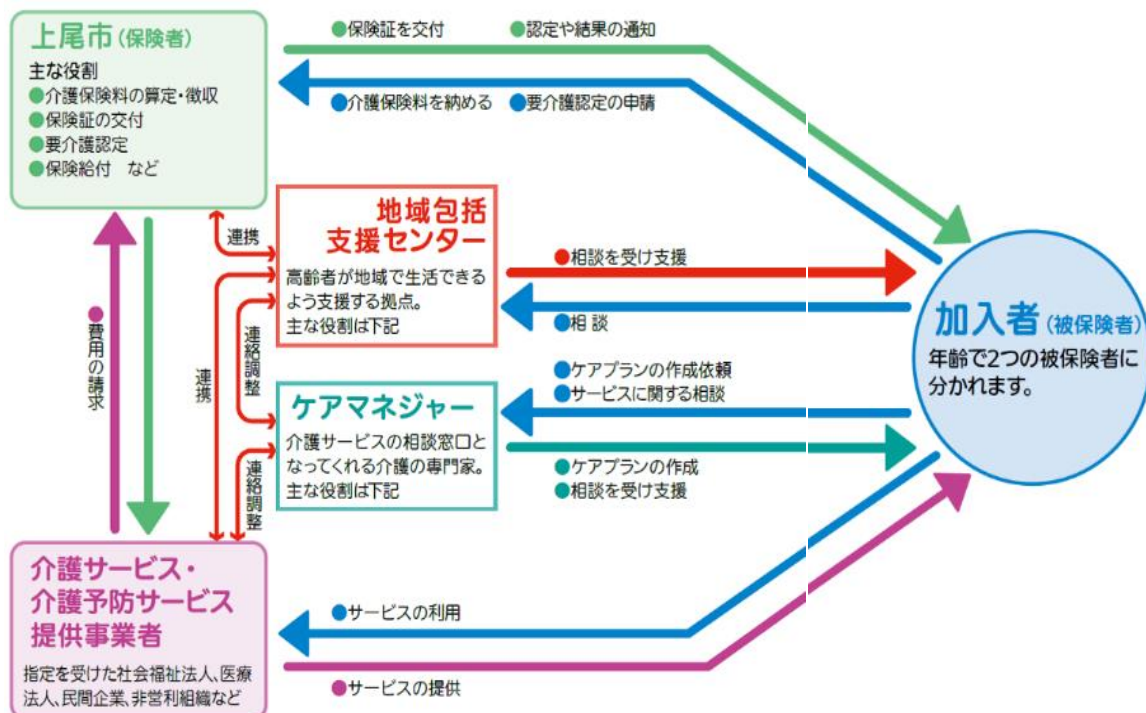 上尾市(保険者)
主な役割
●介護保険料の算定・徴収
●保険証の交付
●要介護認定
●保険給付 など
●保険証を交付 ●認定や結果の通知
●介護保険料を納める ●要介護認定の申請
連携
地域包括
支援センター
高齢者が地域で生活できる
よう支援する拠点。
主な役割は下記
●相談を受け支援
●相 談
加入者(被保険者)
年齢で2つの被保険者に
分かれます。
●費用の請求
連携
連絡調整
ケアマネジャー
介護サービスの相談窓口と
なってくれる介護の専門家。
主な役割は下記
●ケアプランの作成依頼
●サービスに関する相談
●ケアプランの作成
●相談を受け支援
連絡調整
介護サービス・
介護予防サービス
提供事業者
指定を受けた社会福祉法人、医療
法人、民間企業、非営利組織など
●サービスの利用
●サービスの提供